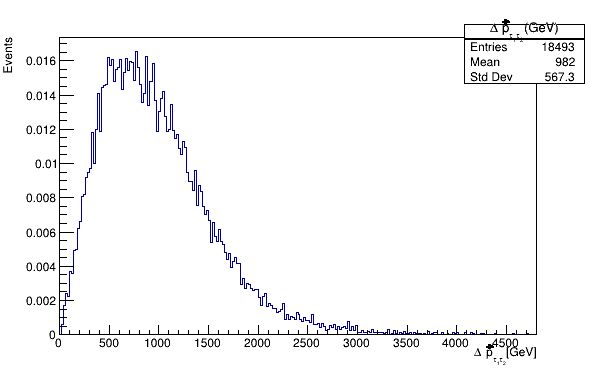 Δ p⃗τ₁τ₂(GeV)
Entries 18493
Mean 982
Std Dev 567.3
Events
0.016
0.014
0.012
0.01
0.008
0.006
0.004
0.002
0
0 500 1000 1500 2000 2500 3000 3500 4000 4500
Δ p⃗τ₁τ₂[GeV]